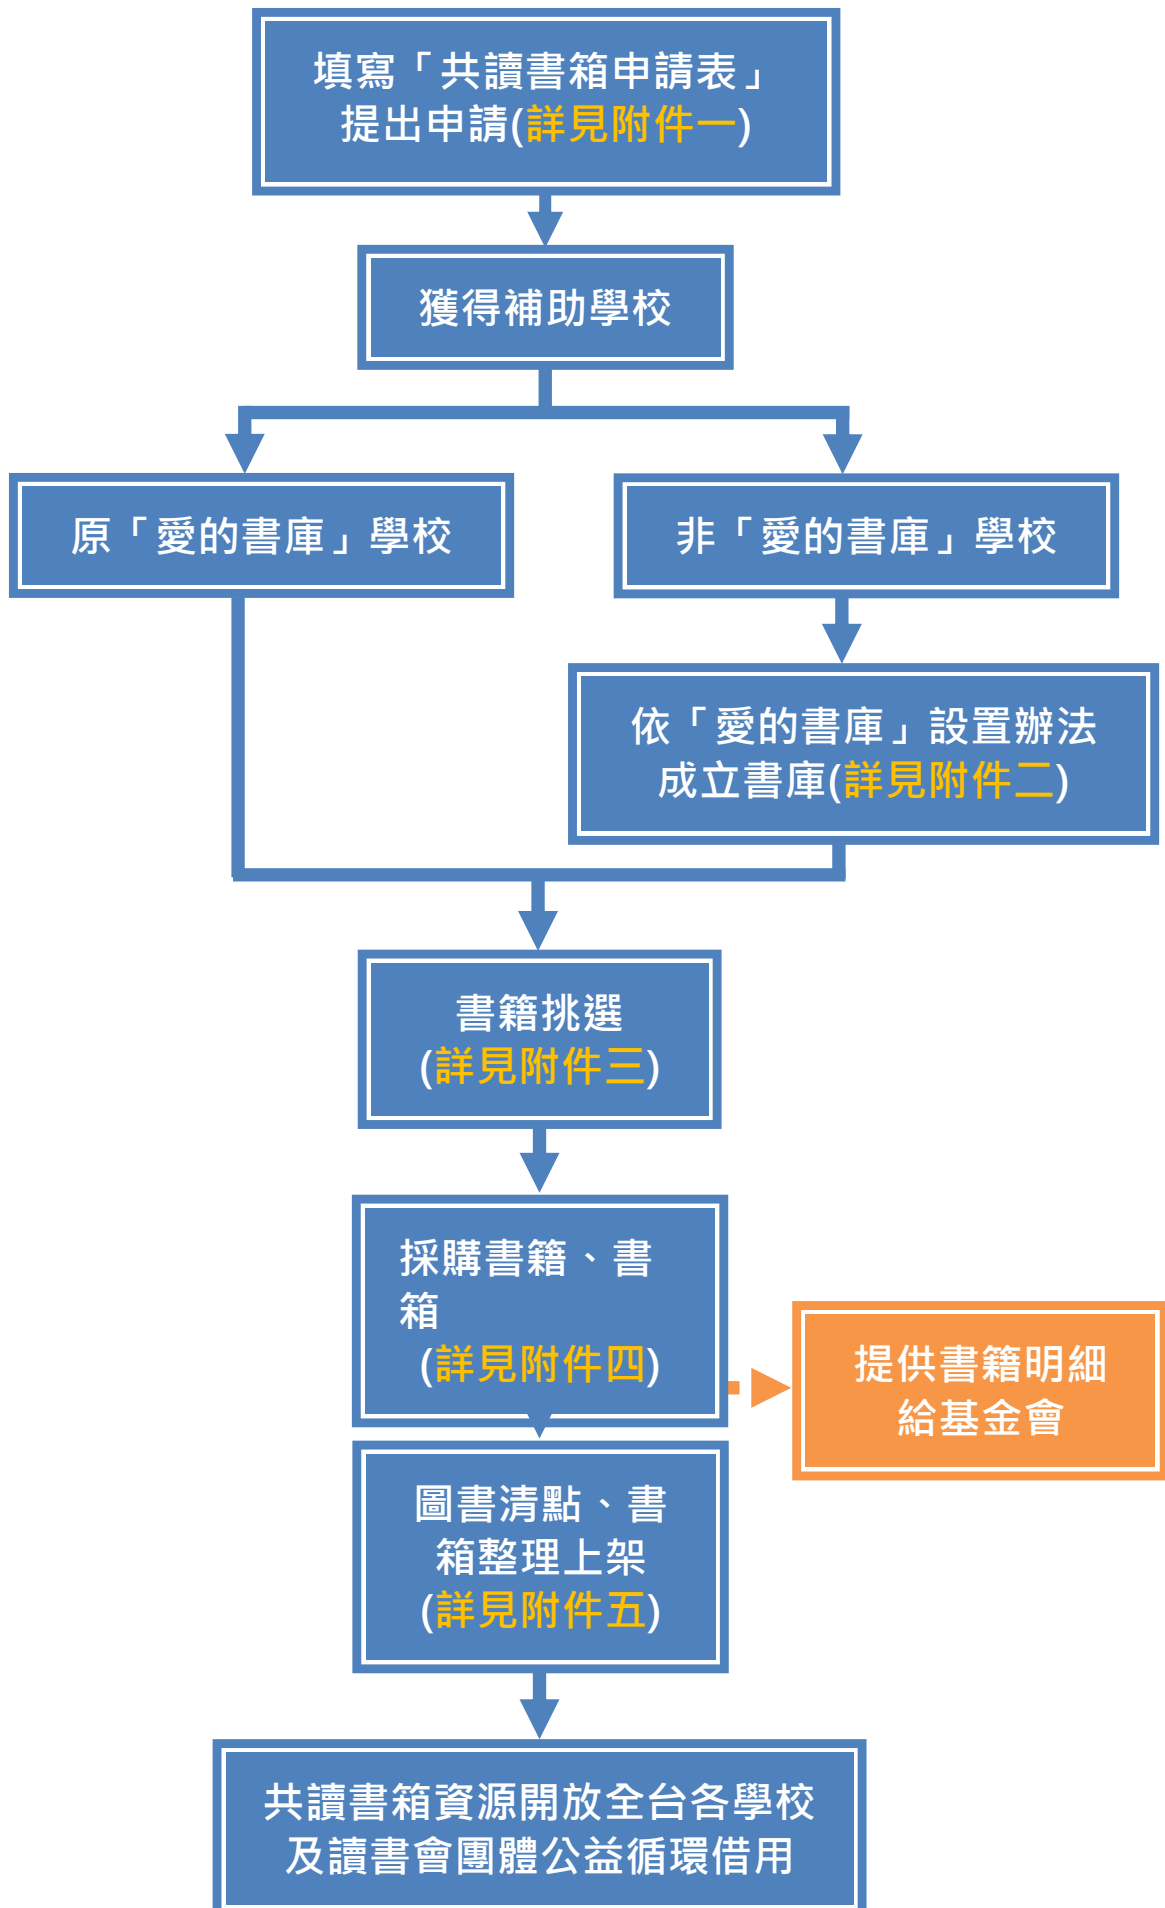 填寫「共讀書箱申請表」
提出申請(詳見附件一)
獲得補助學校
原「愛的書庫」學校
非「愛的書庫」學校
依「愛的書庫」設置辦法
成立書庫(詳見附件二)
書籍挑選
(詳見附件三)
採購書籍、書
箱
(詳見附件四)
提供書籍明細
給基金會
圖書清點、書
箱整理上架
(詳見附件五)
共讀書箱資源開放全台各學校
及讀書會團體公益循環借用